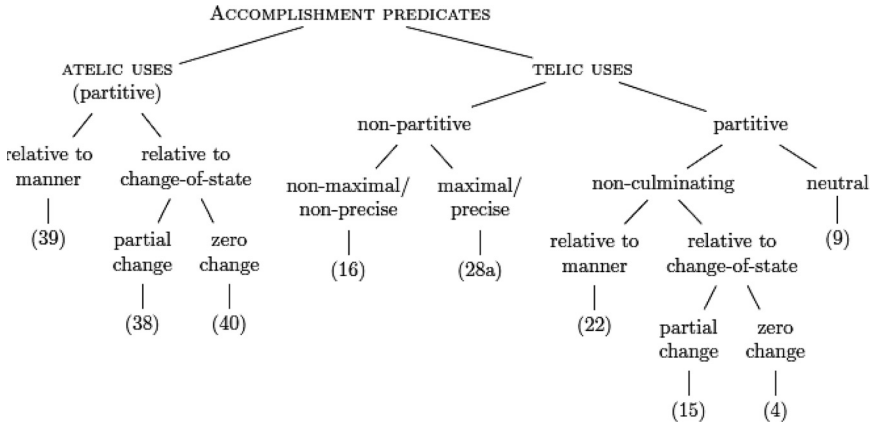 ACCOMPLISHMENT PREDICATES
ATELIC USES
(partitive)
TELIC USES
non-partitive
partitive
relative to
manner
relative to
change-of-state
non-maximal/
non-precise
maximal/
precise
non-culminating
neutral
(39)
partial
change
zero
change
(16)
(28a)
relative to
manner
relative to
change-of-state
(9)
(38)
(40)
(22)
partial
change
zero
change
(15)
(4)